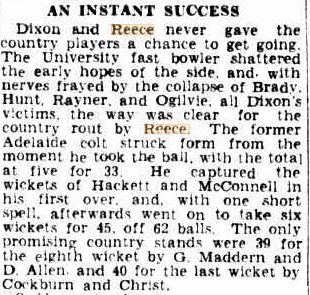 AN INSTANT SUCCESS
Dixon and Reece never gave the
country players a chance to get going.
The University fast bowler shattered
the early hopes of the side, and, with
nerves frayed by the collapse of Brady,
Hunt, Rayner, and Ogilvie, all Dixon's
victims, the way was clear for the
country rout by Reece. The former
Adelaide colt struck form from the
moment he took the ball, with the total
at five for 33. He captured the
wickets of Hackett and McConnell in
his first over, and, with one short
spell, afterwards went on to take six
wickets for 45, off 62 balls. The only
promising country stands were 39 for
the eighth wicket by G. Maddern and
D. Allen, and 40 for the last wicket by
Cockburn and Christ.